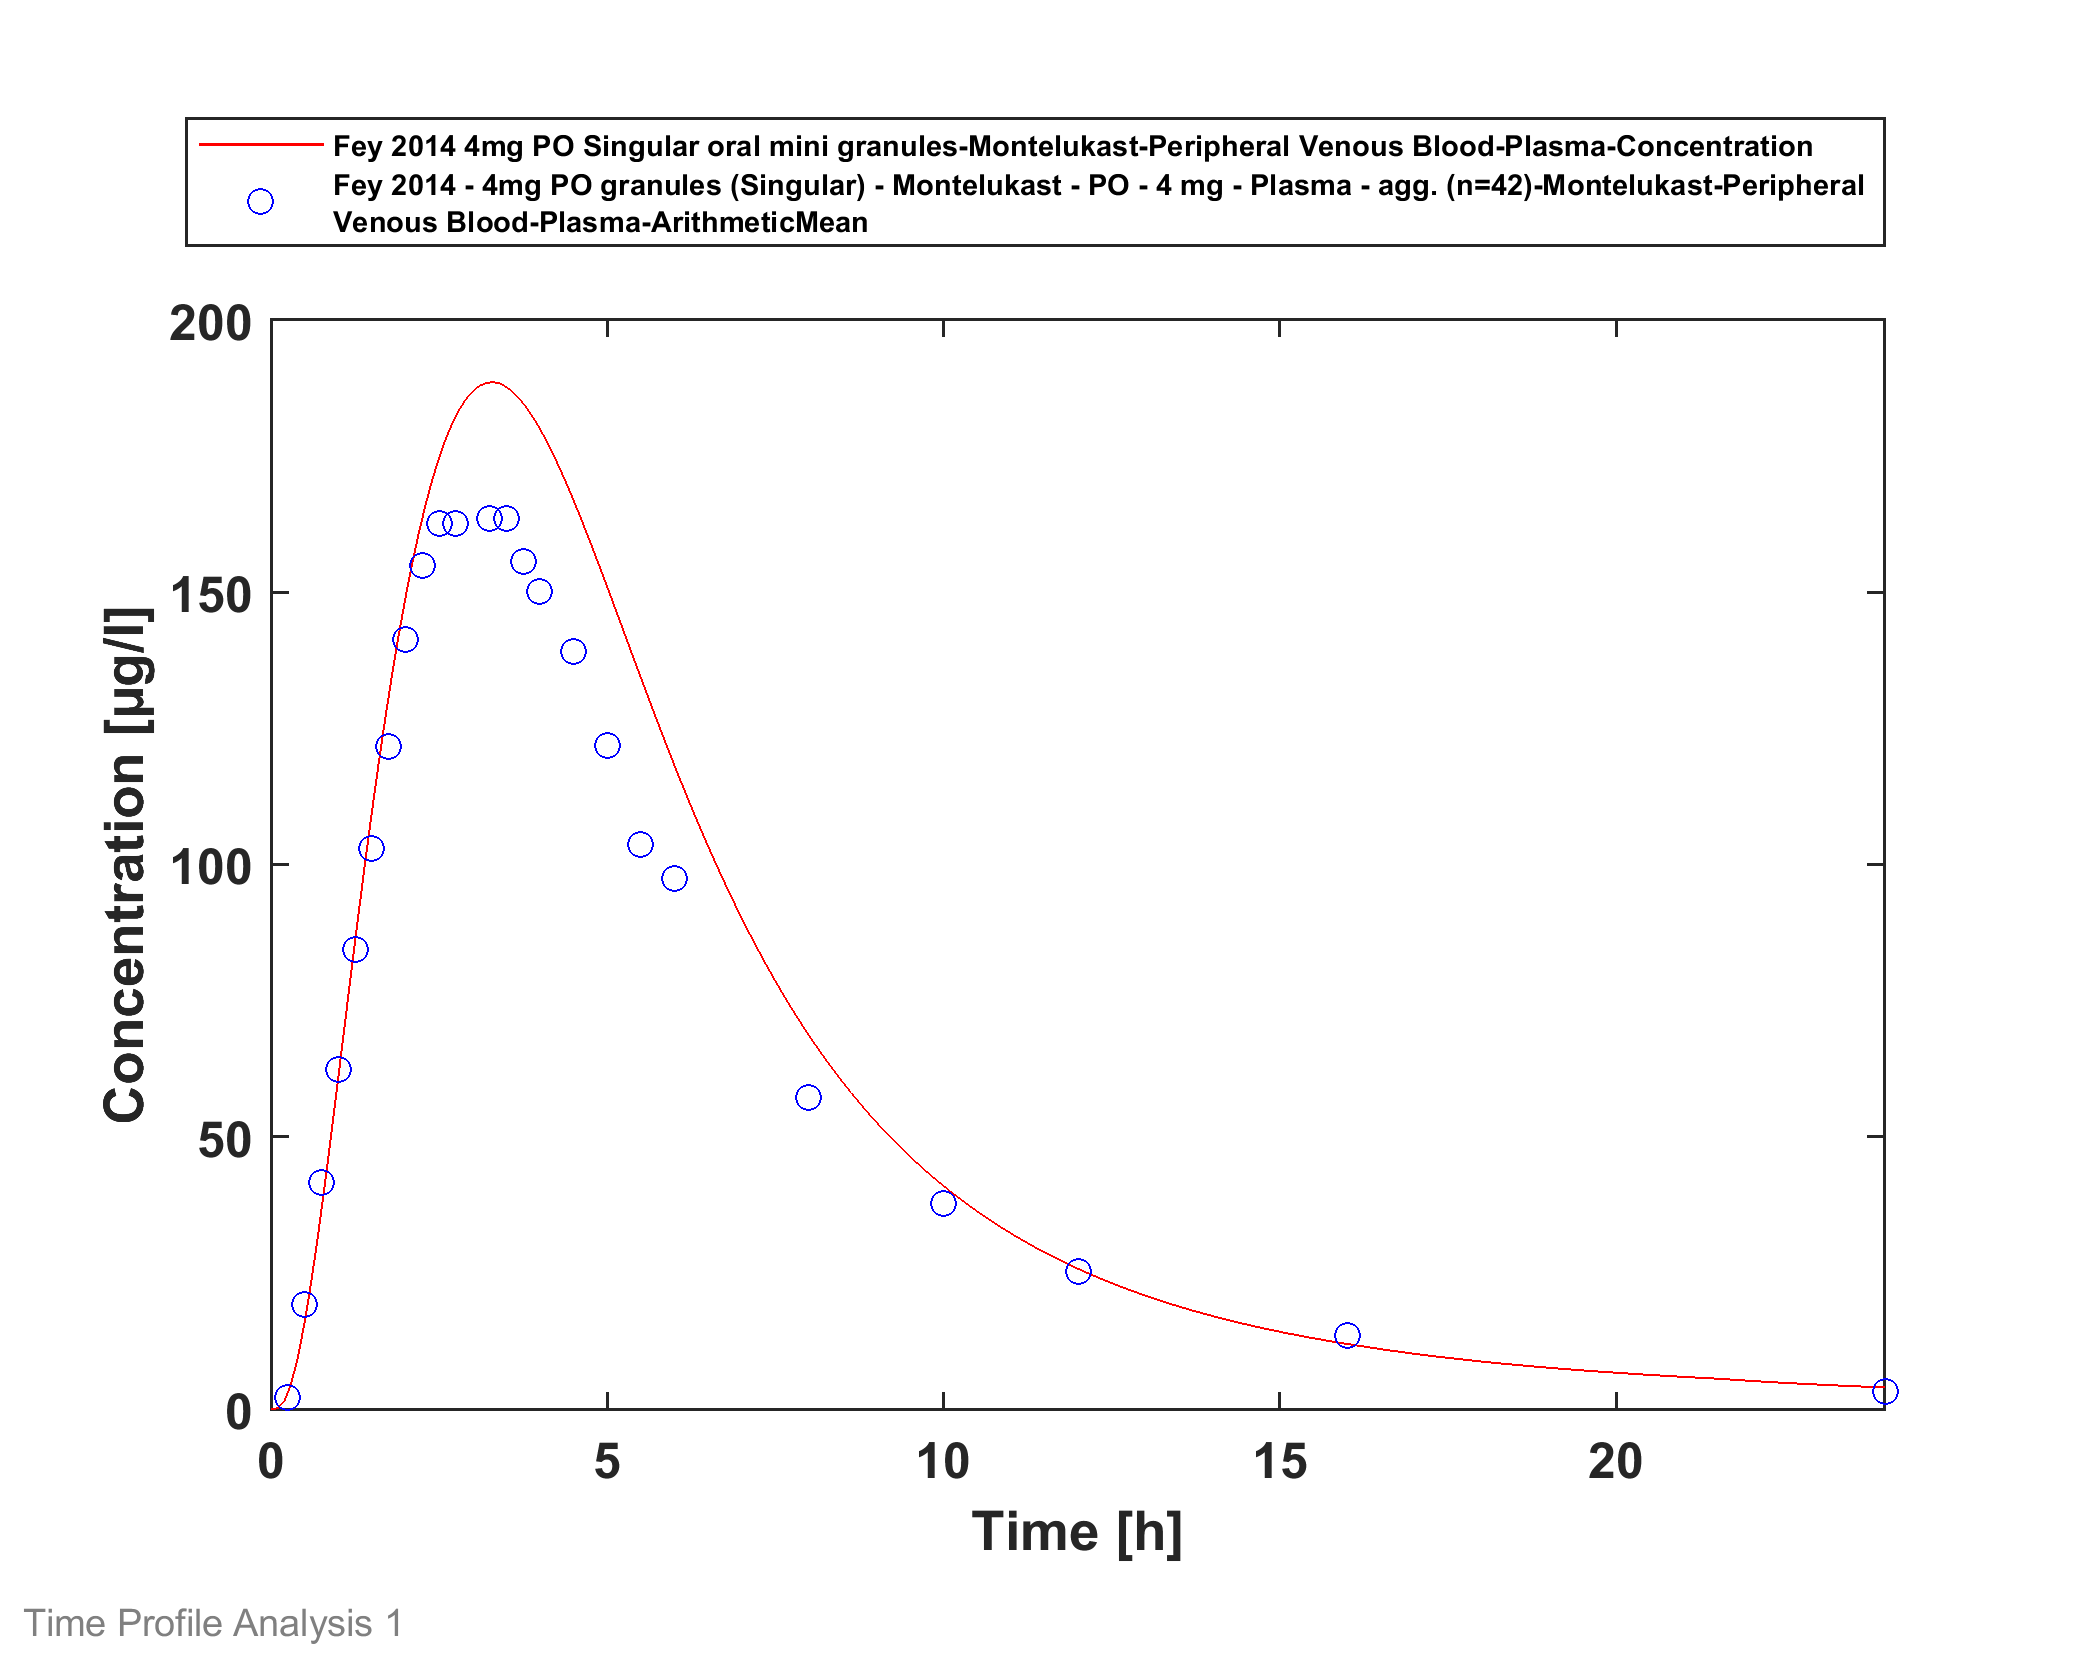 Fey 2014 4mg PO Singular oral mini granules-Montelukast-Peripheral Venous Blood-Plasma-Concentration
Fey 2014 - 4mg PO granules (Singular) - Montelukast - PO - 4 mg - Plasma - agg. (n=42)-Montelukast-Peripheral
Venous Blood-Plasma-ArithmeticMean
200
150
100
50
0
Concentration [µg/l]
0 5 10 15 20
Time [h]
Time Profile Analysis 1